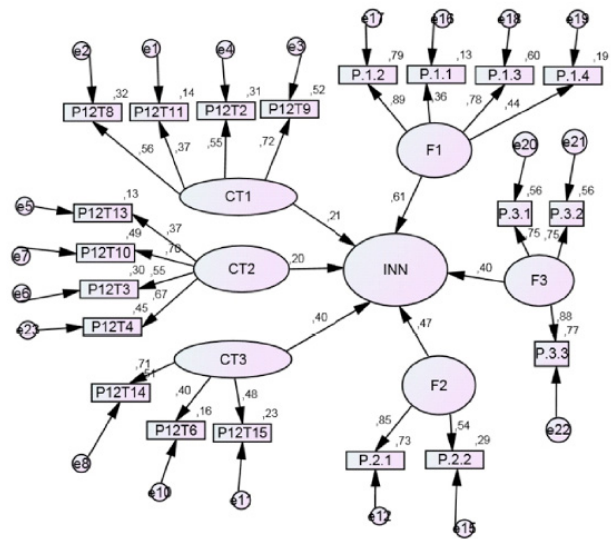 e17 e16 e18 e19
e2 e1 e4 e3
,79 ,13 ,60 ,19
P.1.2 P.1.1 P.1.3 P.1.4
,32 ,14 ,31 ,52
P12T8 P12T11 P12T2 P12T9
,89 ,36 ,78 ,44
,56 ,37 ,55 ,72
F1
e20 e21
CT1
,13 ,61 ,56 ,56
e5 P12T13 ,37 ,21 P.3.1 P.3.2
,49 ,70 ,75 ,75
e7 P12T10 CT2 ,20 INN ,40 F3
,30 ,55
e6 P12T3
,45 ,67
e23 P12T4
,88
,40 ,47 ,77
CT3 P.3.3
,71
,51
P12T14 ,40 ,48 F2
,16 ,23
P12T6 P12T15 ,85 ,54 e22
,73 ,29
e8 P.2.1 P.2.2
e10 e11 e12 e15